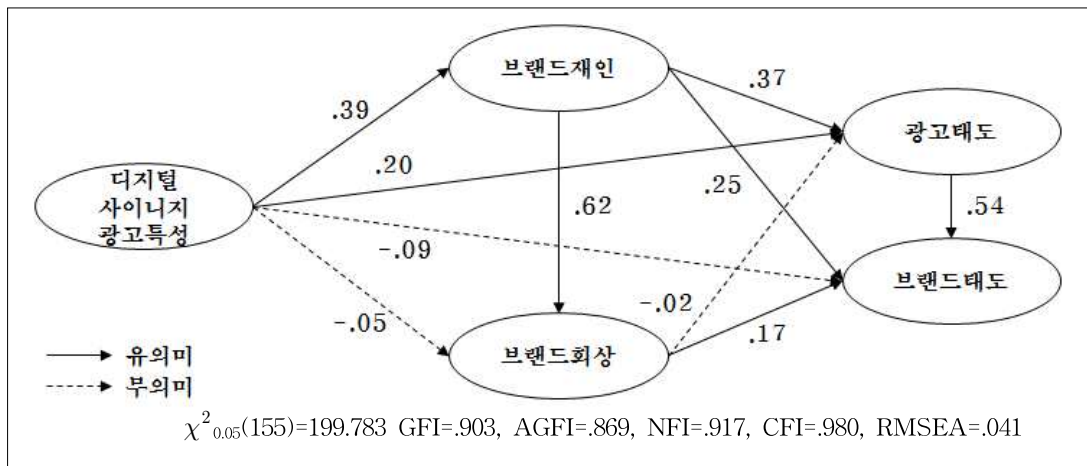 브랜드재인
.37
광고태도
.39
.20
디지털
사이니지
광고특성
.25
.62
.54
-.09
브랜드태도
-.02
-.05
.17
브랜드회상
유의미
부의미
χ²0.05(155)=199.783 GFI=.903, AGFI=.869, NFI=.917, CFI=.980, RMSEA=.041